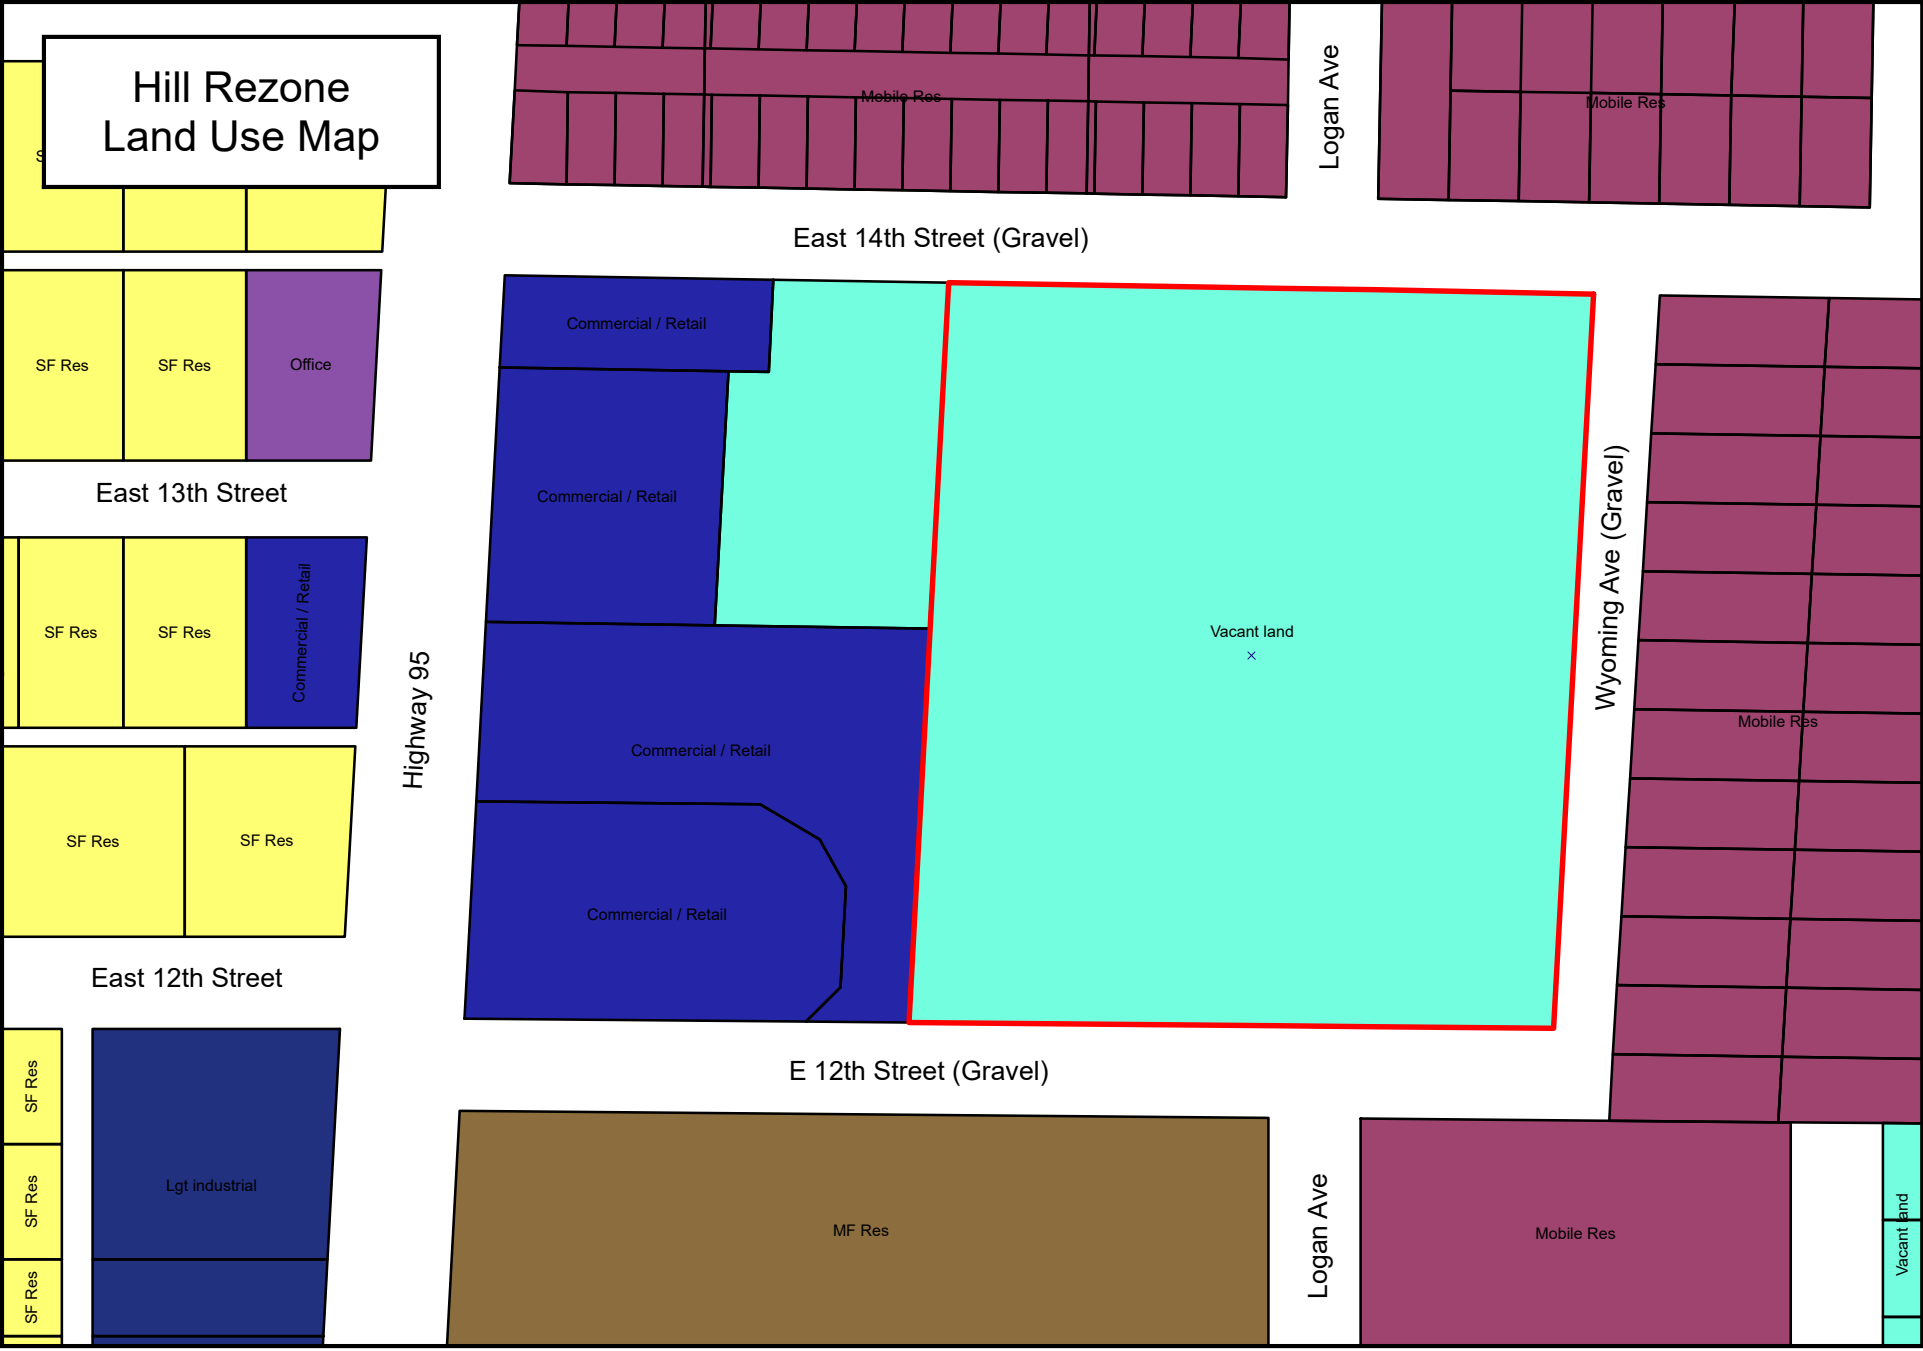 Hill Rezone
Land Use Map
Mobile Res
Logan Ave
Mobile Res
East 14th Street (Gravel)
SF Res
SF Res
Office
Commercial / Retail
East 13th Street
Commercial / Retail
Wyoming Ave (Gravel)
SF Res
SF Res
Commercial / Retail
Vacant land
Highway 95
Commercial / Retail
Mobile Res
SF Res
SF Res
Commercial / Retail
East 12th Street
E 12th Street (Gravel)
SF Res
SF Res
SF Res
Lgt industrial
MF Res
Logan Ave
Mobile Res
Vacant land